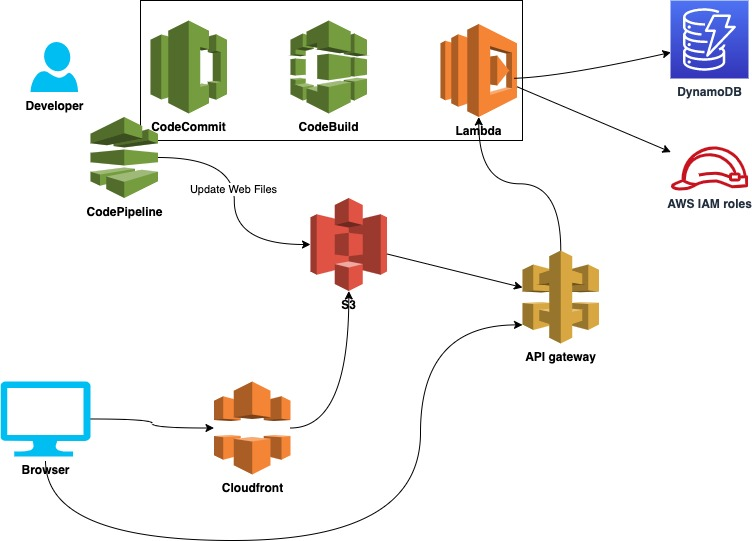 Developer
CodeCommit
CodeBuild
Lambda
DynamoDB
CodePipeline
Update Web Files
AWS IAM roles
S3
API gateway
Browser
Cloudfront